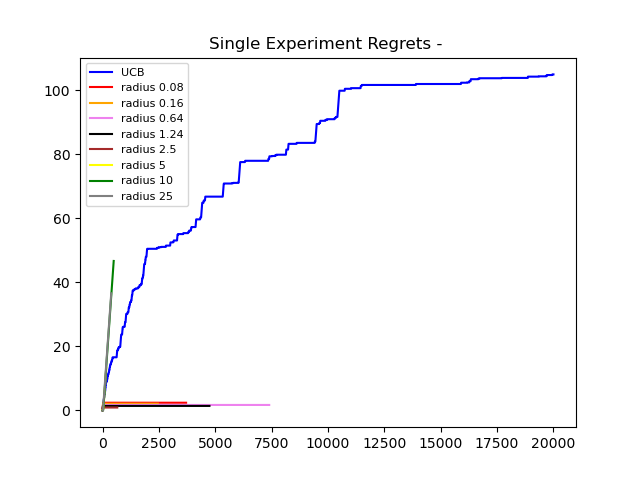 Single Experiment Regrets -
UCB
radius 0.08
radius 0.16
radius 0.64
radius 1.24
radius 2.5
radius 5
radius 10
radius 25
100
80
60
40
20
0
0 2500 5000 7500 10000 12500 15000 17500 20000